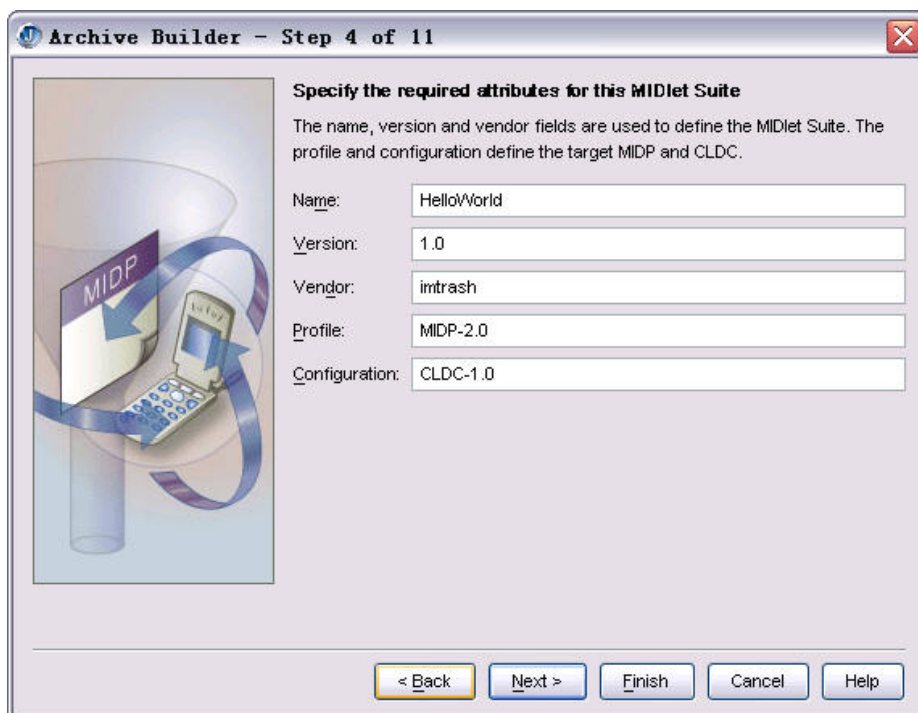 Archive Builder - Step 4 of 11
Specify the required attributes for this MIDlet Suite
The name, version and vendor fields are used to define the MIDlet Suite. The
profile and configuration define the target MIDP and CLDC.
Name: HelloWorld
Version: 1.0
Vendor: imtrash
Profile: MIDP-2.0
Configuration: CLDC-1.0
MIDP
< Back Next > Finish Cancel Help